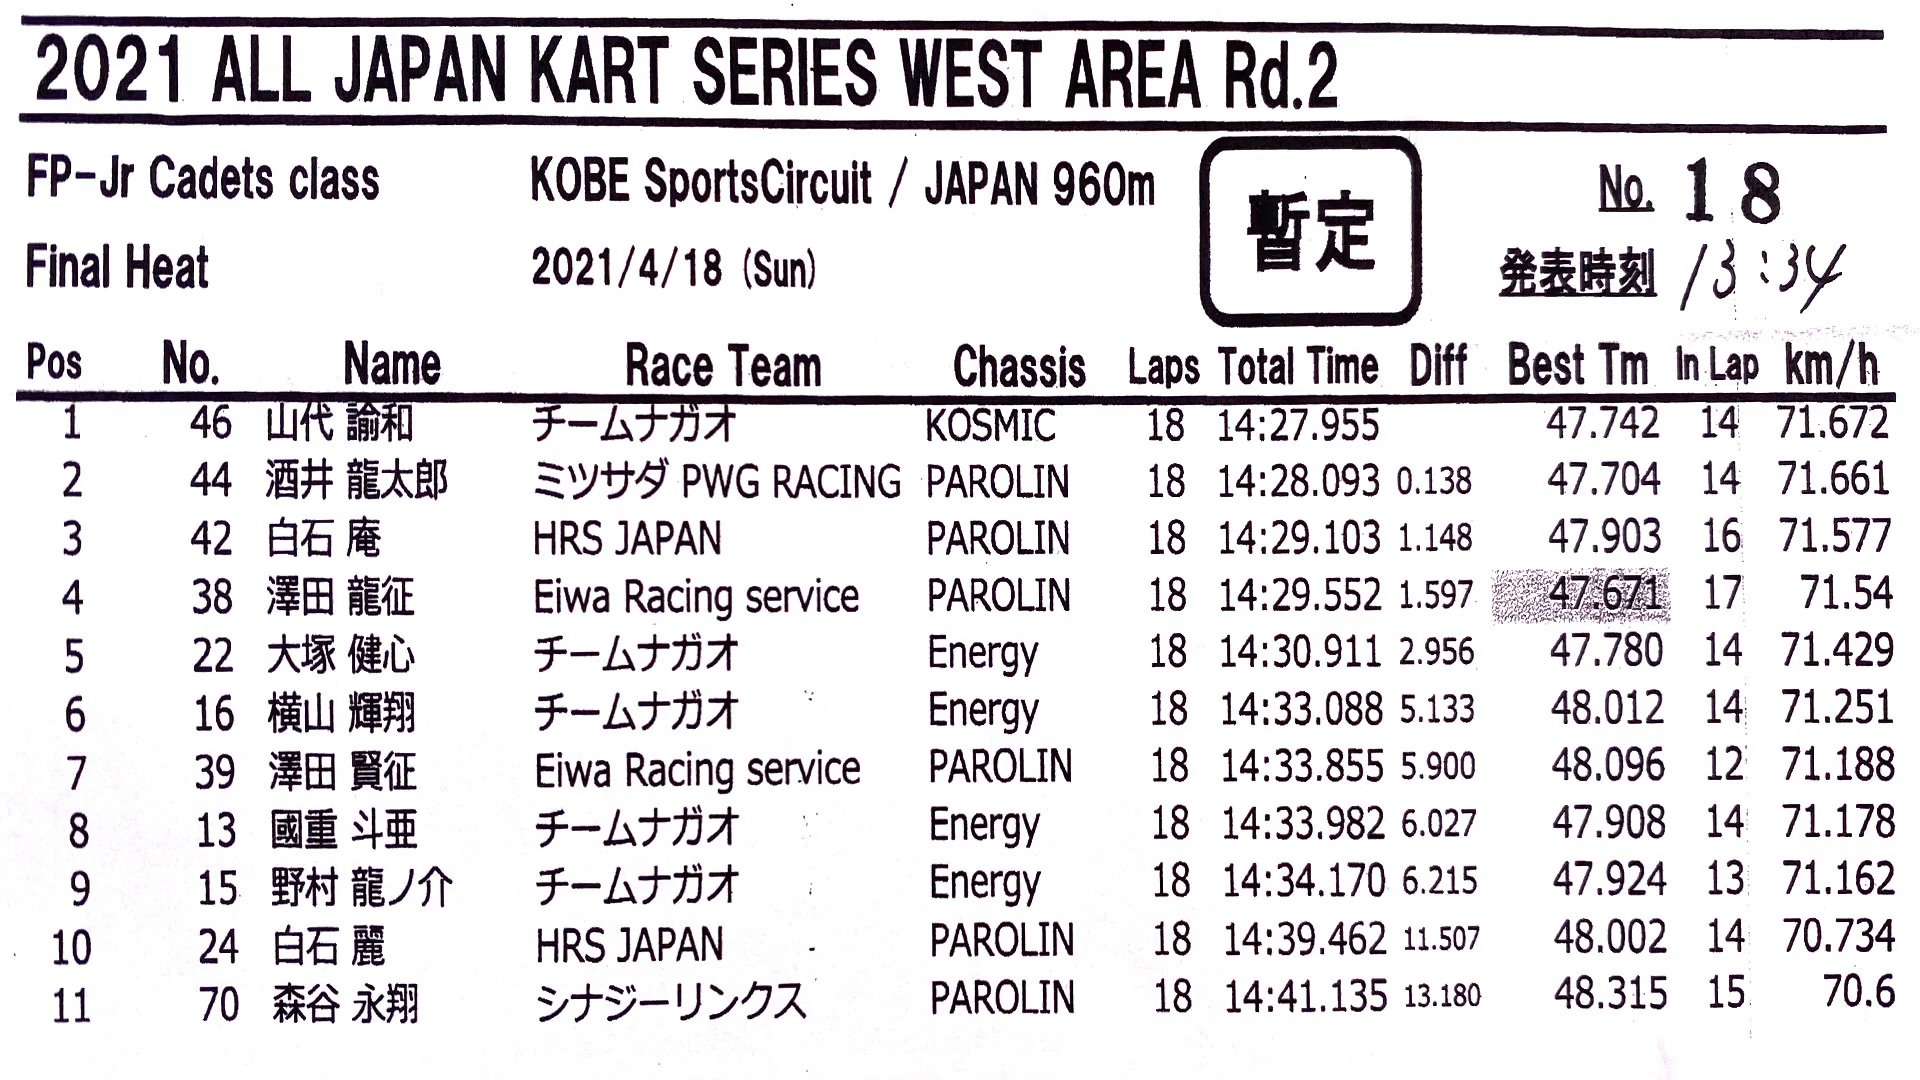 2021 ALL JAPAN KART SERIES WEST AREA Rd.2
FP-Jr Cadets class KOBE SportsCircuit / JAPAN 960m 暫定 No. 18
Final Heat 2021/4/18 (Sun) 発表時刻 13:34
Pos No. Name Race Team Chassis Laps Total Time Diff Best Tm In Lap km/h
1 46 山代 諭和 チームナガオ KOSMIC 18 14:27.955 47.742 14 71.672
2 44 酒井 龍太郎 ミツサダ PWG RACING PAROLIN 18 14:28.093 0.138 47.704 14 71.661
3 42 白石 庵 HRS JAPAN PAROLIN 18 14:29.103 1.148 47.903 16 71.577
4 38 澤田 龍征 Eiwa Racing service PAROLIN 18 14:29.552 1.597 47.671 17 71.54
5 22 大塚 健心 チームナガオ Energy 18 14:30.911 2.956 47.780 14 71.429
6 16 横山 輝翔 チームナガオ Energy 18 14:33.088 5.133 48.012 14 71.251
7 39 澤田 賢征 Eiwa Racing service PAROLIN 18 14:33.855 5.900 48.096 12 71.188
8 13 國重 斗亜 チームナガオ Energy 18 14:33.982 6.027 47.908 14 71.178
9 15 野村 龍ノ介 チームナガオ Energy 18 14:34.170 6.215 47.924 13 71.162
10 24 白石 麗 HRS JAPAN PAROLIN 18 14:39.462 11.507 48.002 14 70.734
11 70 森谷 永翔 シナジーリンクス PAROLIN 18 14:41.135 13.180 48.315 15 70.6